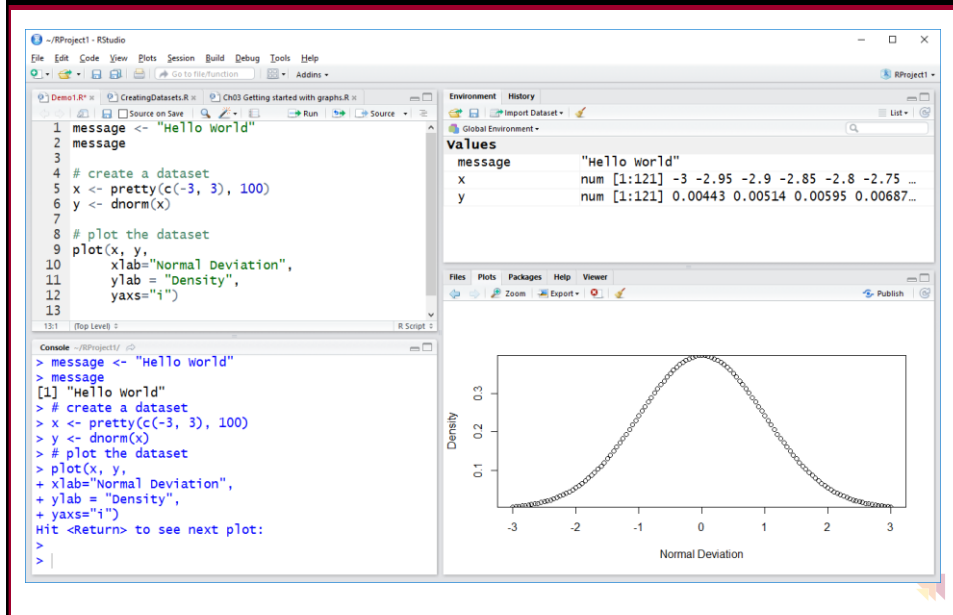 ~/RProject1 - RStudio
File Edit Code View Plots Session Build Debug Tools Help
Go to file/function Addins RProject1
Demo1.R* CreatingDatasets.R Ch03 Getting started with graphs.R
Source on Save Run Source
1 message <- "Hello World"
2 message
3
4 # create a dataset
5 x <- pretty(c(-3, 3), 100)
6 y <- dnorm(x)
7
8 # plot the dataset
9 plot(x, y,
10 xlab="Normal Deviation",
11 ylab = "Density",
12 yaxs="i")
13
13:1 (Top Level) R Script
Console ~/RProject1/
> message <- "Hello World"
> message
[1] "Hello World"
> # create a dataset
> x <- pretty(c(-3, 3), 100)
> y <- dnorm(x)
> # plot the dataset
> plot(x, y,
+ xlab="Normal Deviation",
+ ylab = "Density",
+ yaxs="i")
Hit <Return> to see next plot:
>
>
Environment History
Import Dataset List
Global Environment
Values
message "Hello World"
x num [1:121] -3 -2.95 -2.9 -2.85 -2.8 -2.75 …
y num [1:121] 0.00443 0.00514 0.00595 0.00687…
Files Plots Packages Help Viewer
Zoom Export Publish
Density
0.3
0.2
0.1
-3 -2 -1 0 1 2 3
Normal Deviation